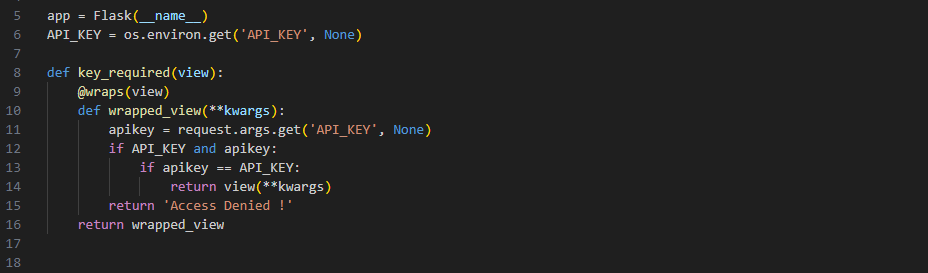 5 app = Flask(__name__)
6 API_KEY = os.environ.get('API_KEY', None)
7
8 def key_required(view):
9     @wraps(view)
10     def wrapped_view(**kwargs):
11         apikey = request.args.get('API_KEY', None)
12         if API_KEY and apikey:
13             if apikey == API_KEY:
14                 return view(**kwargs)
15         return 'Access Denied !'
16     return wrapped_view
17
18